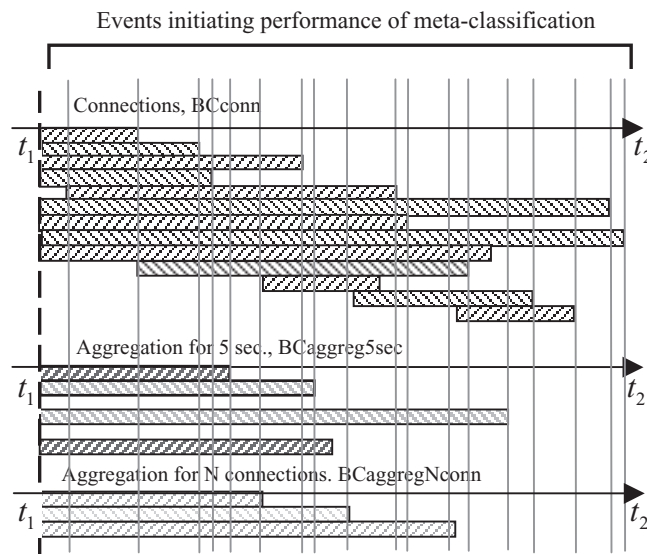 Events initiating performance of meta-classification
Connections, BCconn
t1 t2
Aggregation for 5 sec., BCaggreg5sec
t1 t2
Aggregation for N connections. BCaggregNconn
t1 t2